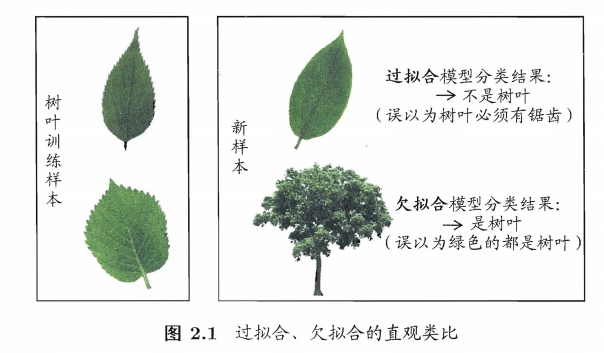 树叶训练样本
新样本
过拟合模型分类结果:
→ 不是树叶
(误以为树叶必须有锯齿)
欠拟合模型分类结果:
→ 是树叶
(误以为绿色的都是树叶)
图 2.1 过拟合、欠拟合的直观类比